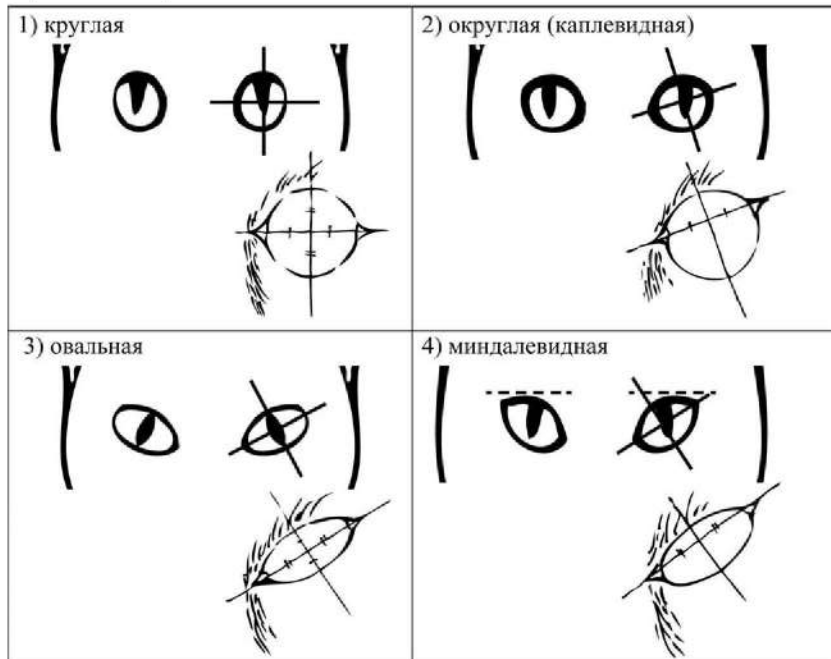 1) круглая
2) округлая (каплевидная)
3) овальная
4) миндалевидная